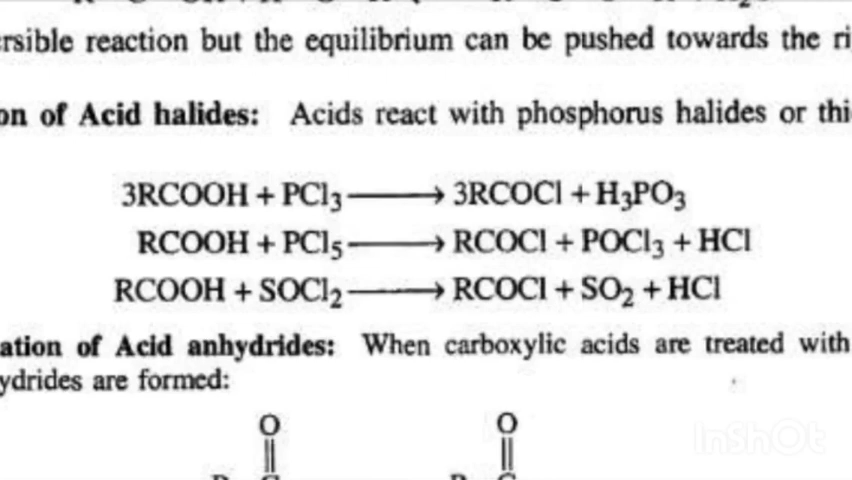 rsible reaction but the equilibrium can be pushed towards the ri
on of Acid halides: Acids react with phosphorus halides or thi
3RCOOH + PCl₃ ⟶ 3RCOCl + H₃PO₃
RCOOH + PCl₅ ⟶ RCOCl + POCl₃ + HCl
RCOOH + SOCl₂ ⟶ RCOCl + SO₂ + HCl
ation of Acid anhydrides: When carboxylic acids are treated with
ydrides are formed:
O O
InShOt